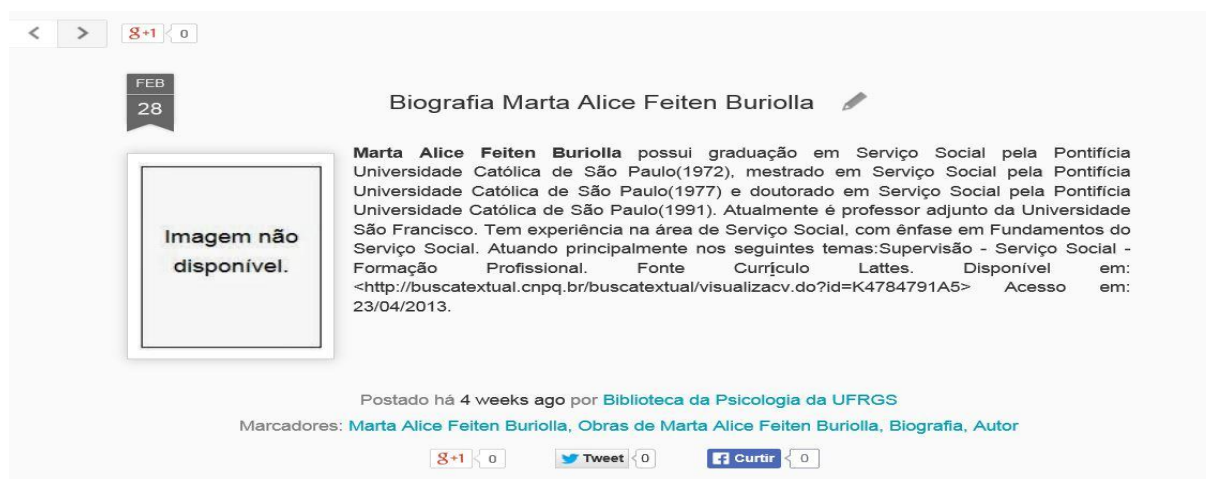 < > g+1 0
FEB
28
Biografia Marta Alice Feiten Buriolla
Imagem não
disponível.
Marta Alice Feiten Buriolla possui graduação em Serviço Social pela Pontifícia
Universidade Católica de São Paulo(1972), mestrado em Serviço Social pela Pontifícia
Universidade Católica de São Paulo(1977) e doutorado em Serviço Social pela Pontifícia
Universidade Católica de São Paulo(1991). Atualmente é professor adjunto da Universidade
São Francisco. Tem experiência na área de Serviço Social, com ênfase em Fundamentos do
Serviço Social. Atuando principalmente nos seguintes temas:Supervisão - Serviço Social -
Formação Profissional. Fonte Currículo Lattes. Disponível em:
<http://buscatextual.cnpq.br/buscatextual/visualizacv.do?id=K4784791A5> Acesso em:
23/04/2013.
Postado há 4 weeks ago por Biblioteca da Psicologia da UFRGS
Marcadores: Marta Alice Feiten Buriolla, Obras de Marta Alice Feiten Buriolla, Biografia, Autor
g+1 0 Tweet 0 Curtir 0